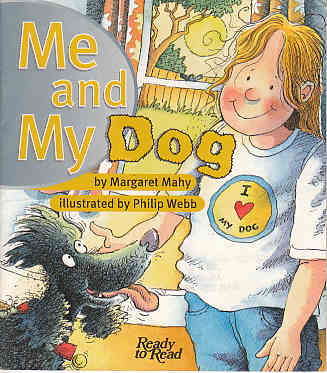 Me
and
My Dog
by Margaret Mahy
illustrated by Philip Webb
I
♥
MY DOG
Ready
to Read